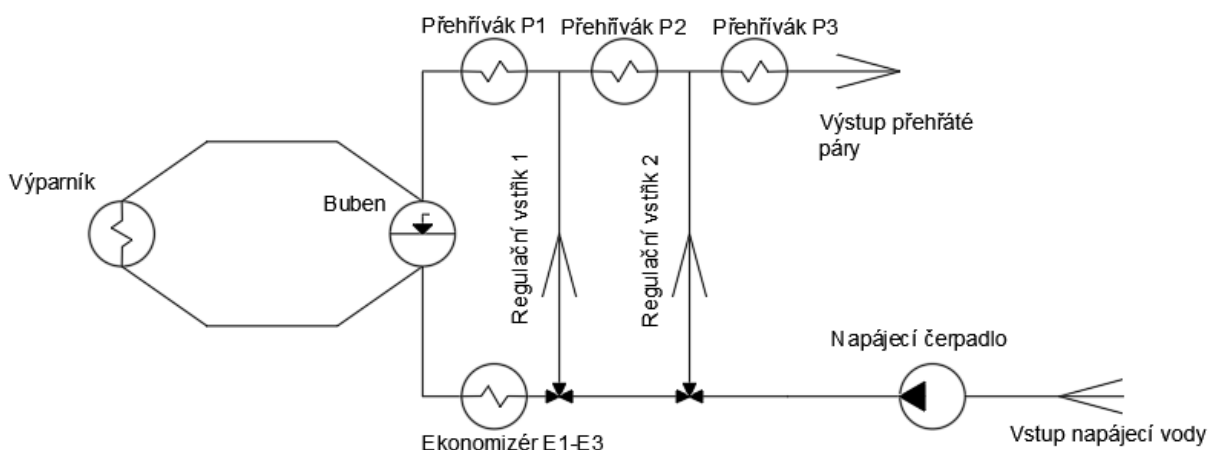 Přehřívák P1
Přehřívák P2
Přehřívák P3
Výstup přehřáté
páry
Výparník
Buben
Regulační vstřik 1
Regulační vstřik 2
Napájecí čerpadlo
Vstup napájecí vody
Ekonomizér E1-E3